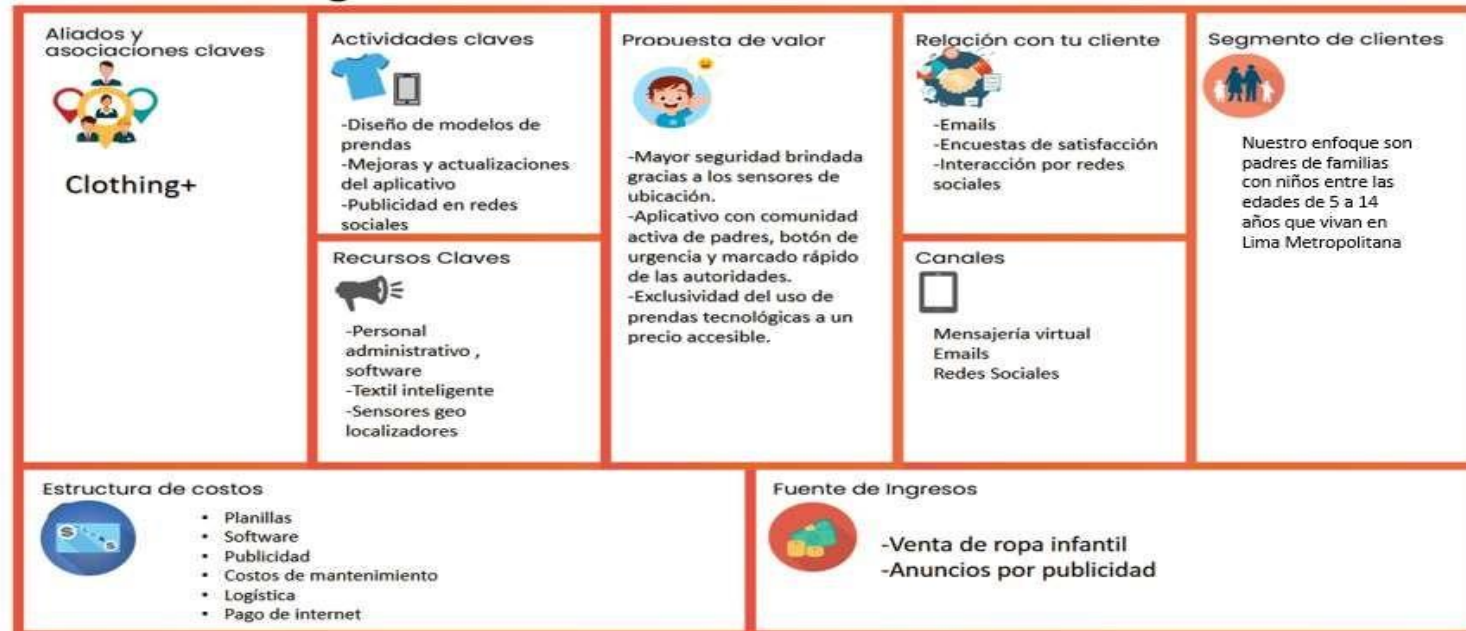 Aliados y
asociaciones claves
Clothing+
Actividades claves
-Diseño de modelos de
prendas
-Mejoras y actualizaciones
del aplicativo
-Publicidad en redes
sociales
Recursos Claves
-Personal
administrativo ,
software
-Textil inteligente
-Sensores geo
localizadores
Propuesta de valor
-Mayor seguridad brindada
gracias a los sensores de
ubicación.
-Aplicativo con comunidad
activa de padres, botón de
urgencia y marcado rápido
de las autoridades.
-Exclusividad del uso de
prendas tecnológicas a un
precio accesible.
Relación con tu cliente
-Emails
-Encuestas de satisfacción
-Interacción por redes
sociales
Canales
Mensajería virtual
Emails
Redes Sociales
Segmento de clientes
Nuestro enfoque son
padres de familias
con niños entre las
edades de 5 a 14
años que vivan en
Lima Metropolitana
Estructura de costos
• Planillas
• Software
• Publicidad
• Costos de mantenimiento
• Logística
• Pago de internet
Fuente de Ingresos
-Venta de ropa infantil
-Anuncios por publicidad